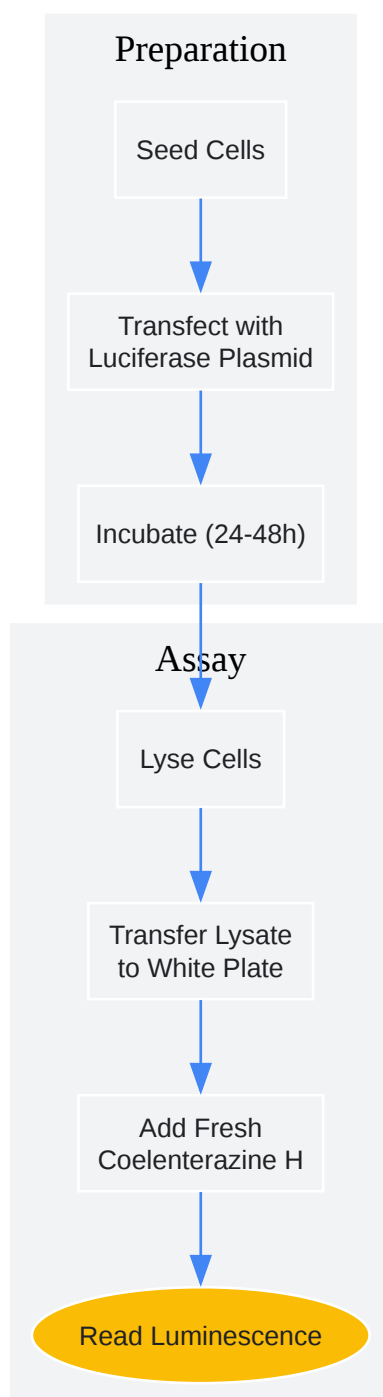 Preparation
Seed Cells
Transfect with
Luciferase Plasmid
Incubate (24-48h)
Assay
Lyse Cells
Transfer Lysate
to White Plate
Add Fresh
Coelenterazine H
Read Luminescence